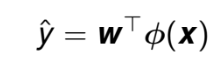 ŷ = w⊤ϕ(x)